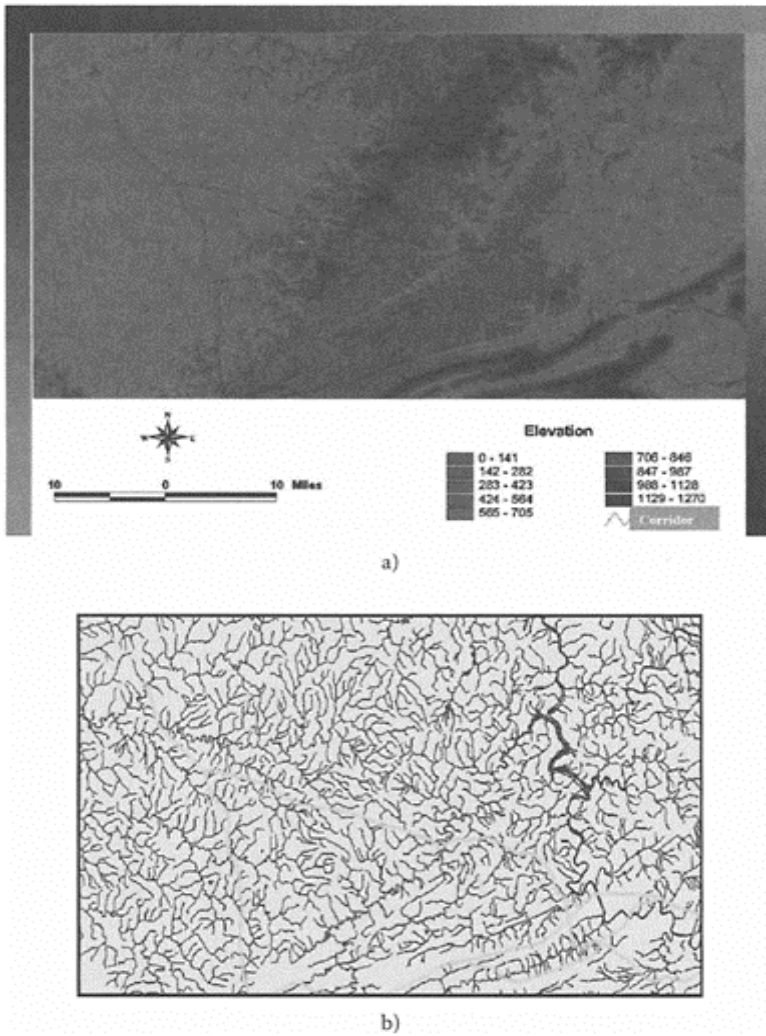 N
W E
S
10 0 10 Miles
Elevation
0 - 141
142 - 282
283 - 423
424 - 564
565 - 705
706 - 846
847 - 987
988 - 1128
1129 - 1270
Corridor
a)
b)